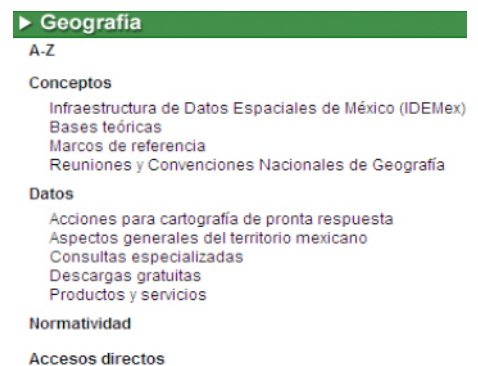 Geografía
A-Z
Conceptos
Infraestructura de Datos Espaciales de México (IDEMex)
Bases teóricas
Marcos de referencia
Reuniones y Convenciones Nacionales de Geografía
Datos
Acciones para cartografía de pronta respuesta
Aspectos generales del territorio mexicano
Consultas especializadas
Descargas gratuitas
Productos y servicios
Normatividad
Accesos directos